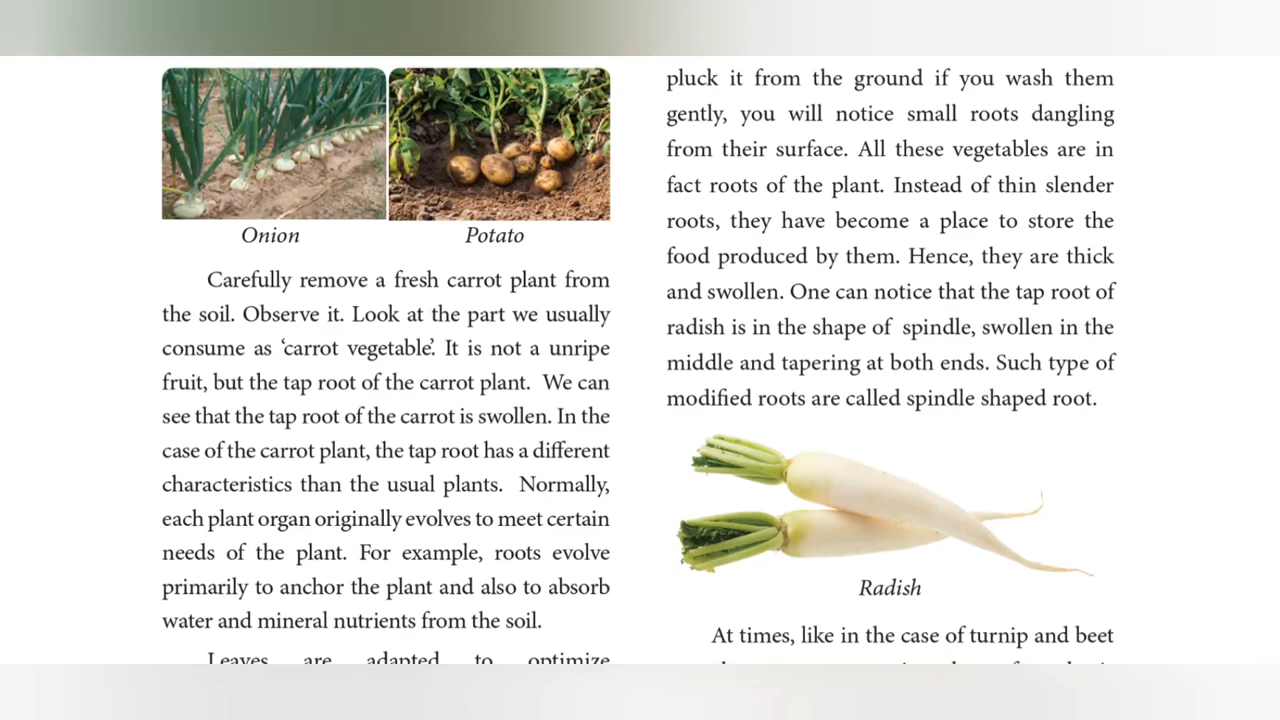 Onion
Potato
Carefully remove a fresh carrot plant from
the soil. Observe it. Look at the part we usually
consume as ‘carrot vegetable’. It is not a unripe
fruit, but the tap root of the carrot plant. We can
see that the tap root of the carrot is swollen. In the
case of the carrot plant, the tap root has a different
characteristics than the usual plants. Normally,
each plant organ originally evolves to meet certain
needs of the plant. For example, roots evolve
primarily to anchor the plant and also to absorb
water and mineral nutrients from the soil.
Leaves are adapted to optimize
pluck it from the ground if you wash them
gently, you will notice small roots dangling
from their surface. All these vegetables are in
fact roots of the plant. Instead of thin slender
roots, they have become a place to store the
food produced by them. Hence, they are thick
and swollen. One can notice that the tap root of
radish is in the shape of spindle, swollen in the
middle and tapering at both ends. Such type of
modified roots are called spindle shaped root.
Radish
At times, like in the case of turnip and beet